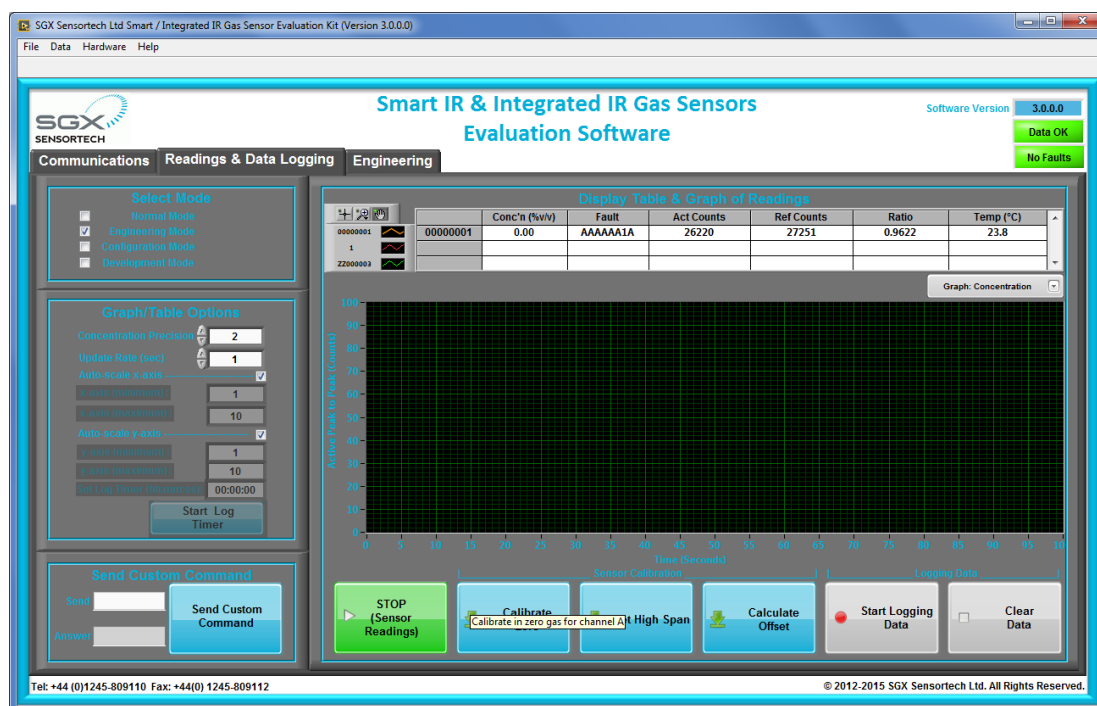 SGX Sensortech Ltd Smart / Integrated IR Gas Sensor Evaluation Kit (Version 3.0.0.0)
File Data Hardware Help
SGX
SENSORTECH
Smart IR & Integrated IR Gas Sensors
Evaluation Software
Software Version 3.0.0.0
Data OK
No Faults
Communications Readings & Data Logging Engineering
Select Mode
Normal Mode
Engineering Mode
Configuration Mode
Development Mode
Graph/Table Options
Concentration Precision 2
Update Rate (sec) 1
Auto-scale x-axis
x-axis (minimum) 1
x-axis (maximum) 10
Auto-scale y-axis
y-axis (minimum) 1
y-axis (maximum) 10
00:00:00
Start Log
Timer
Send Custom Command
Send
Answer
Send Custom
Command
Display Table & Graph of Readings
Conc'n (%v/v) Fault Act Counts Ref Counts Ratio Temp (°C)
00000001 00000001 0.00 AAAAAA1A 26220 27251 0.9622 23.8
1
ZZ000003
Graph: Concentration
Active Peak to Peak (Counts)
100
90
80
70
60
50
40
30
20
10
0
0 5 10 15 20 25 30 35 40 45 50 55 60 65 70 75 80 85 90 95 10
Time (Seconds)
Sensor Calibration
Logging Data
STOP
(Sensor
Readings)
Calibrate
Calibrate in zero gas for channel A
High Span
Calculate
Offset
Start Logging
Data
Clear
Data
Tel: +44 (0)1245-809110 Fax: +44(0) 1245-809112
© 2012-2015 SGX Sensortech Ltd. All Rights Reserved.